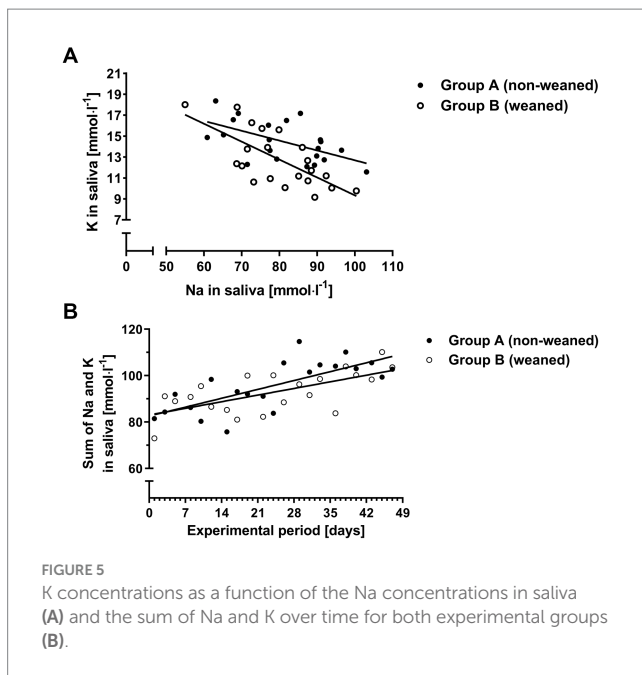 A
K in saliva [mmol·l⁻¹]
21
19
17
15
13
11
9
7
0
0 50 60 70 80 90 100 110
Na in saliva [mmol·l⁻¹]
Group A (non-weaned)
Group B (weaned)
B
Sum of Na and K
in saliva [mmol·l⁻¹]
120
100
80
60
0
0 7 14 21 28 35 42 49
Experimental period [days]
Group A (non-weaned)
Group B (weaned)
FIGURE 5
K concentrations as a function of the Na concentrations in saliva
(A) and the sum of Na and K over time for both experimental groups
(B).